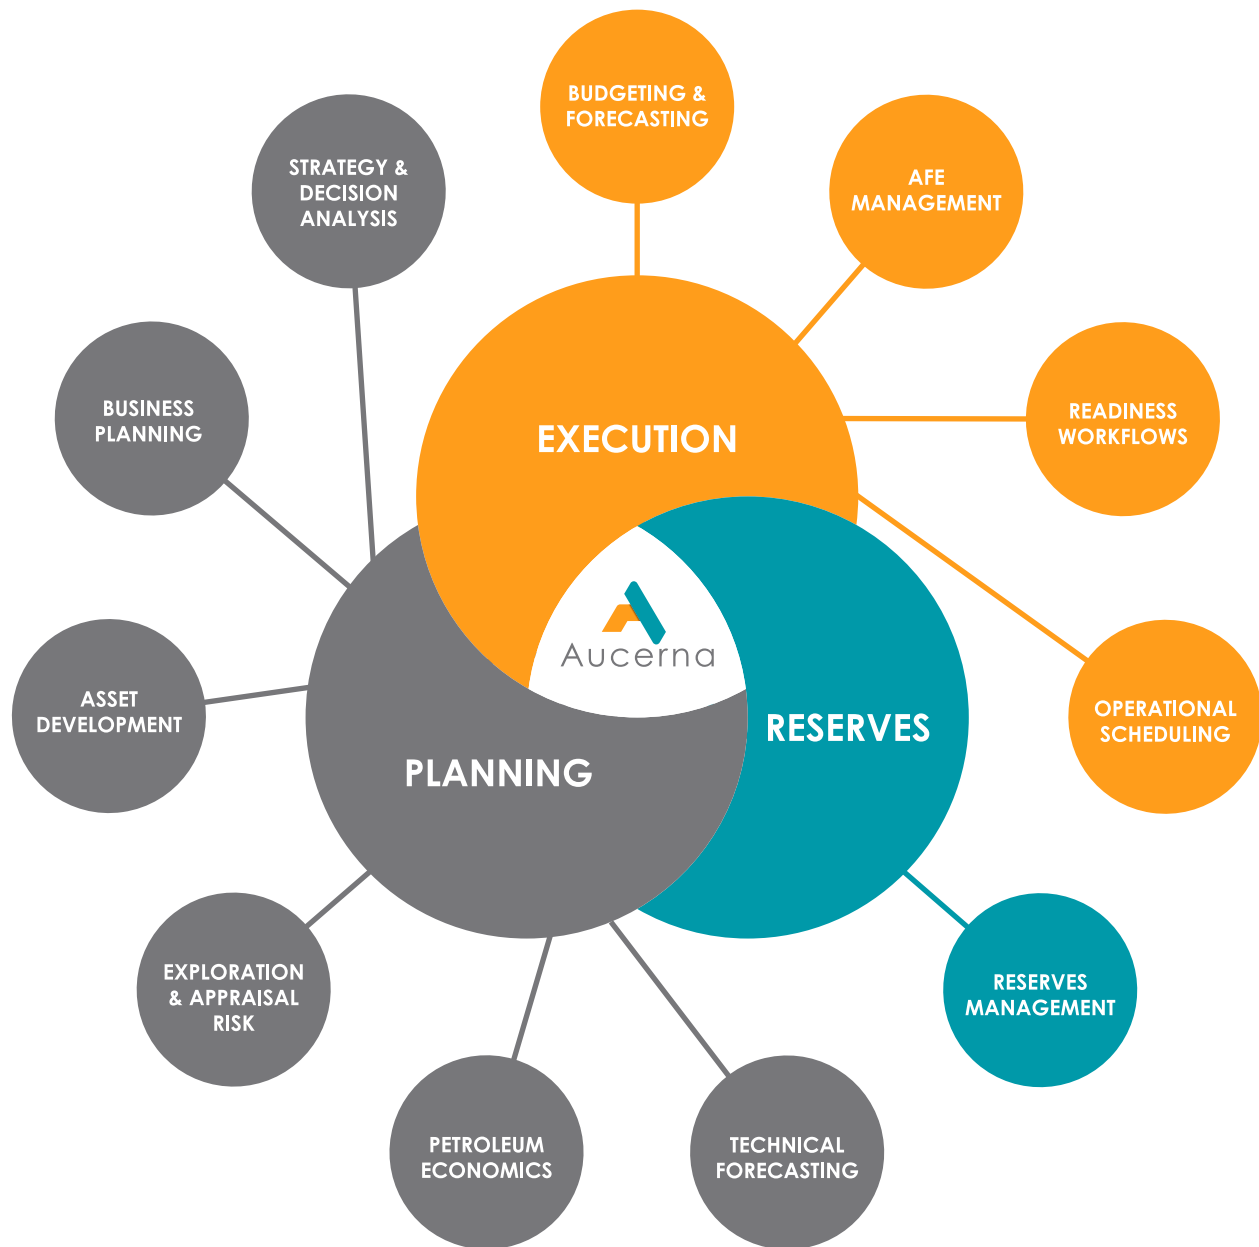 BUDGETING &
FORECASTING
AFE
MANAGEMENT
STRATEGY &
DECISION
ANALYSIS
READINESS
WORKFLOWS
BUSINESS
PLANNING
EXECUTION
Aucerna
OPERATIONAL
SCHEDULING
ASSET
DEVELOPMENT
RESERVES
PLANNING
EXPLORATION
& APPRAISAL
RISK
RESERVES
MANAGEMENT
PETROLEUM
ECONOMICS
TECHNICAL
FORECASTING